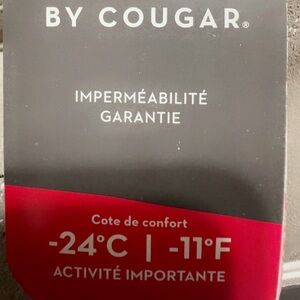 BY COUGAR®
IMPERMÉABILITÉ
GARANTIE
Cote de confort
-24°C | -11°F
ACTIVITÉ IMPORTANTE